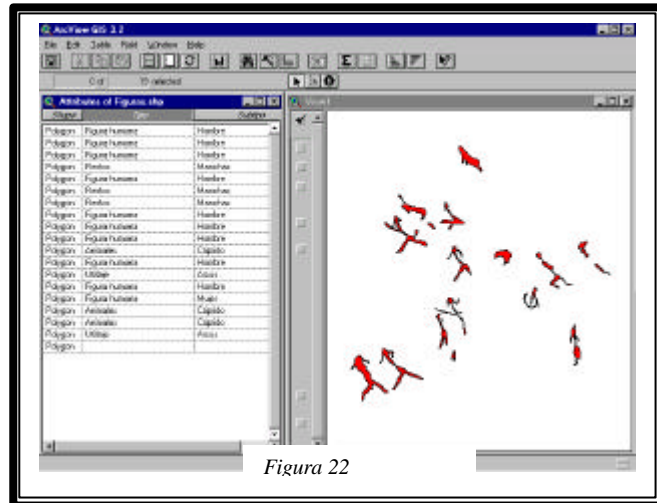 ArcView GIS 3.2
File Edit Table Field Window Help
0 of 19 selected
Attributes of Figuras.shp
View1
Shape
Polygon Figura humana Hombre
Polygon Restos Manchas
Polygon Figura humana Hombre
Polygon Restos Manchas
Polygon Restos Manchas
Polygon Figura humana Hombre
Polygon Figura humana Hombre
Polygon Figura humana Hombre
Polygon Figura humana Hombre
Polygon Animales Cáprido
Polygon Figura humana Hombre
Polygon Utillaje Arcos
Polygon Figura humana Hombre
Polygon Figura humana Mujer
Polygon Animales Cáprido
Polygon Animales Cáprido
Polygon Utillaje Arcos
Polygon
Figura 22